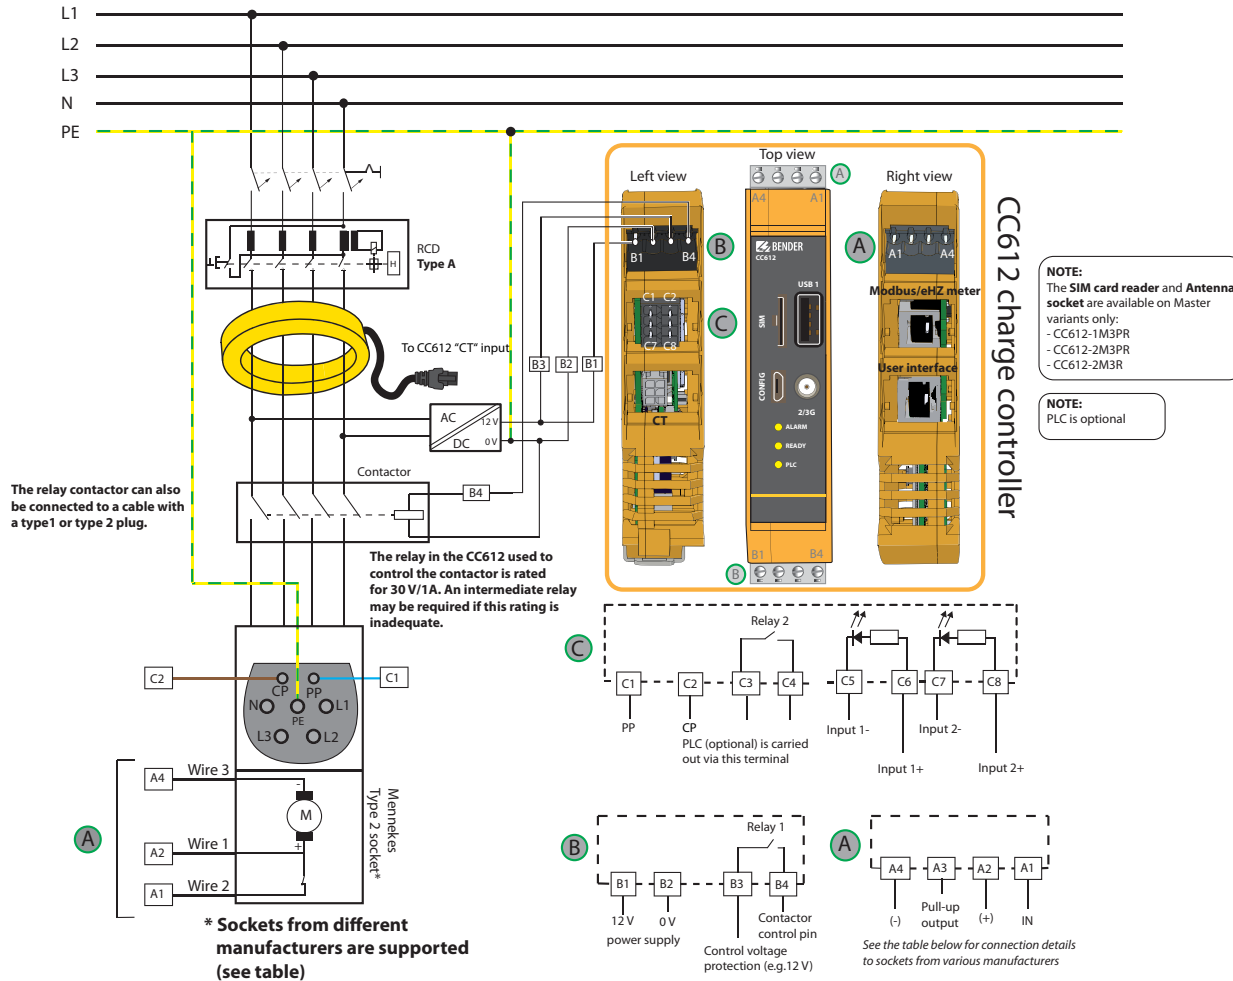 L1
L2
L3
N
PE
RCD
Type A
H
To CC612 "CT" input
AC
DC
12 V
0 V
B3
B2
B1
Contactor
B4
The relay contactor can also
be connected to a cable with
a type1 or type 2 plug.
The relay in the CC612 used to
control the contactor is rated
for 30 V/1A. An intermediate relay
may be required if this rating is
inadequate.
C2
C1
CP
PP
N
PE
L1
L3
L2
A
A4
Wire 3
A2
Wire 1
A1
Wire 2
-
M
+
Mennekes
Type 2 socket*
* Sockets from different
manufacturers are supported
(see table)
Left view
Top view
Right view
A
A4
A1
B
B1
B4
C
C1 C2
C7 C8
CT
BENDER
CC612
USB 1
SIM
CONFIG
2/3G
ALARM
READY
PLC
B1
B4
B
A
A1
A4
Modbus/eHZ meter
User interface
CC612 charge controller
NOTE:
The SIM card reader and Antenna
socket are available on Master
variants only:
- CC612-1M3PR
- CC612-2M3PR
- CC612-2M3R
NOTE:
PLC is optional
C
Relay 2
C1
C2
C3
C4
C5
C6
C7
C8
PP
CP
PLC (optional) is carried
out via this terminal
Input 1-
Input 1+
Input 2-
Input 2+
B
Relay 1
B1
B2
B3
B4
12 V
0 V
power supply
Contactor
control pin
Control voltage
protection (e.g.12 V)
A
A4
A3
A2
A1
(-)
Pull-up
output
(+)
IN
See the table below for connection details
to sockets from various manufacturers